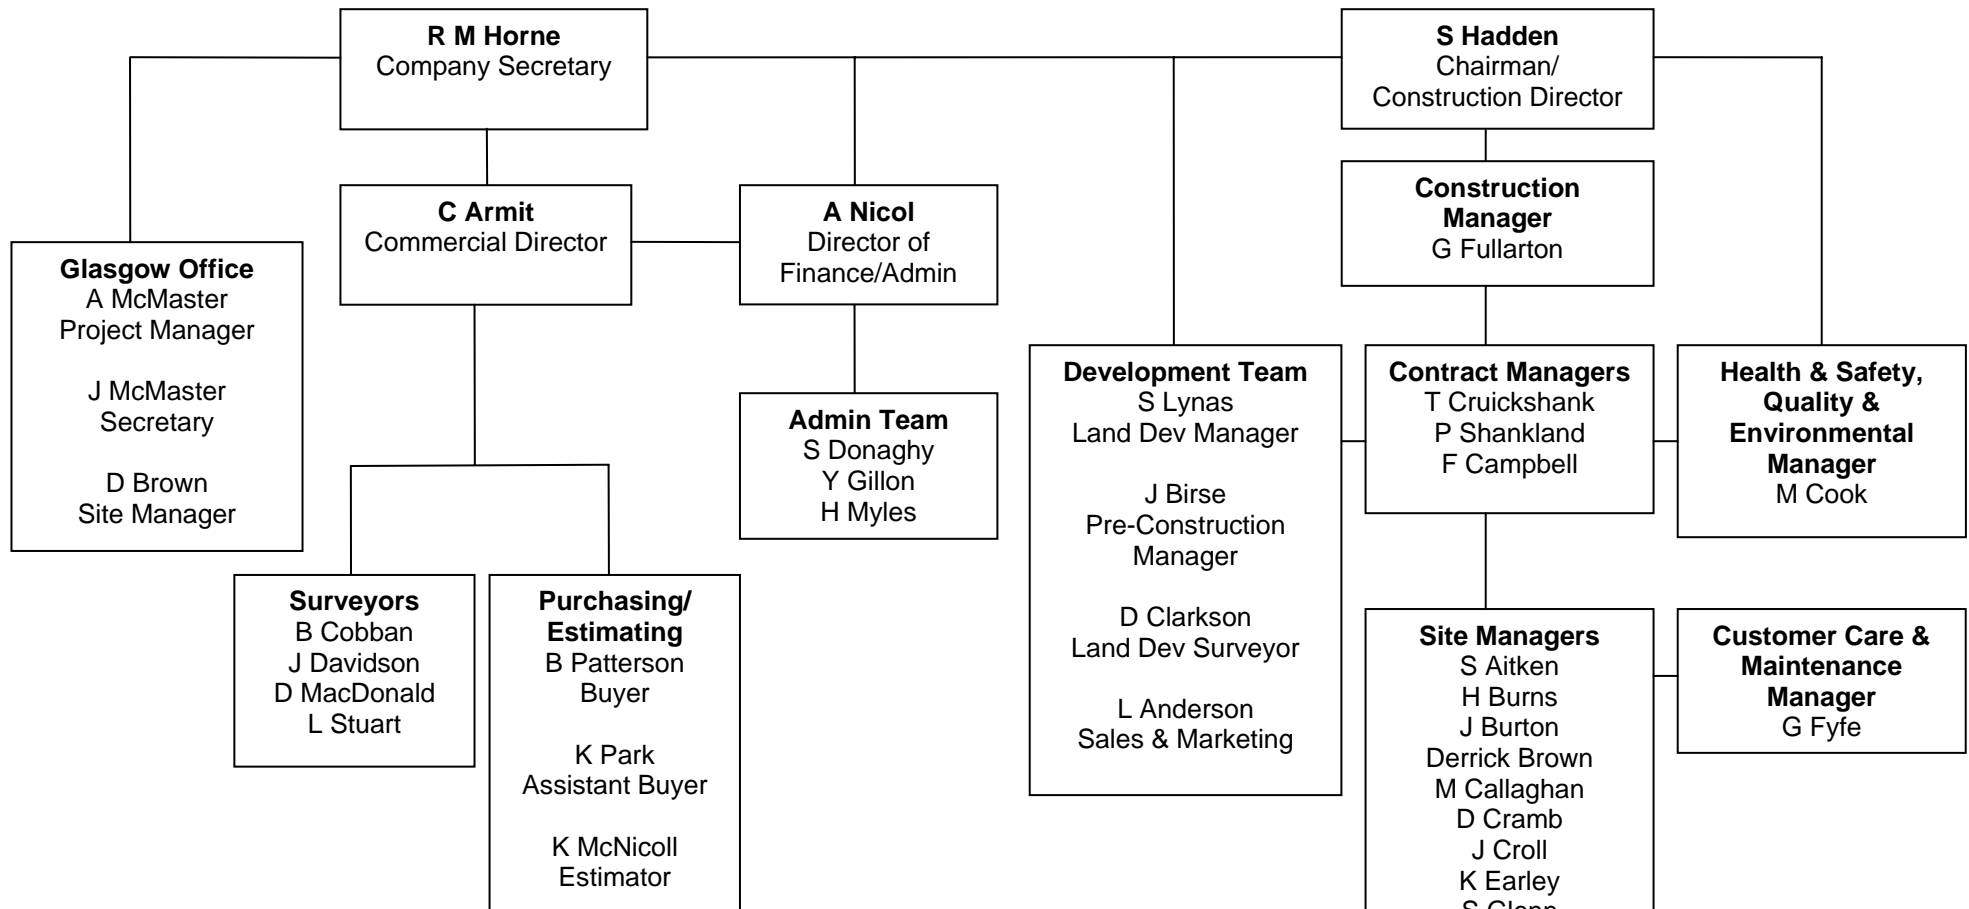 R M Horne
Company Secretary
S Hadden
Chairman/
Construction Director
Construction
Manager
G Fullarton
C Armit
Commercial Director
A Nicol
Director of
Finance/Admin
Glasgow Office
A McMaster
Project Manager
J McMaster
Secretary
D Brown
Site Manager
Admin Team
S Donaghy
Y Gillon
H Myles
Development Team
S Lynas
Land Dev Manager
J Birse
Pre-Construction
Manager
D Clarkson
Land Dev Surveyor
L Anderson
Sales & Marketing
Contract Managers
T Cruickshank
P Shankland
F Campbell
Health & Safety,
Quality &
Environmental
Manager
M Cook
Surveyors
B Cobban
J Davidson
D MacDonald
L Stuart
Purchasing/
Estimating
B Patterson
Buyer
K Park
Assistant Buyer
K McNicoll
Estimator
Site Managers
S Aitken
H Burns
J Burton
Derrick Brown
M Callaghan
D Cramb
J Croll
K Earley
Customer Care &
Maintenance
Manager
G Fyfe